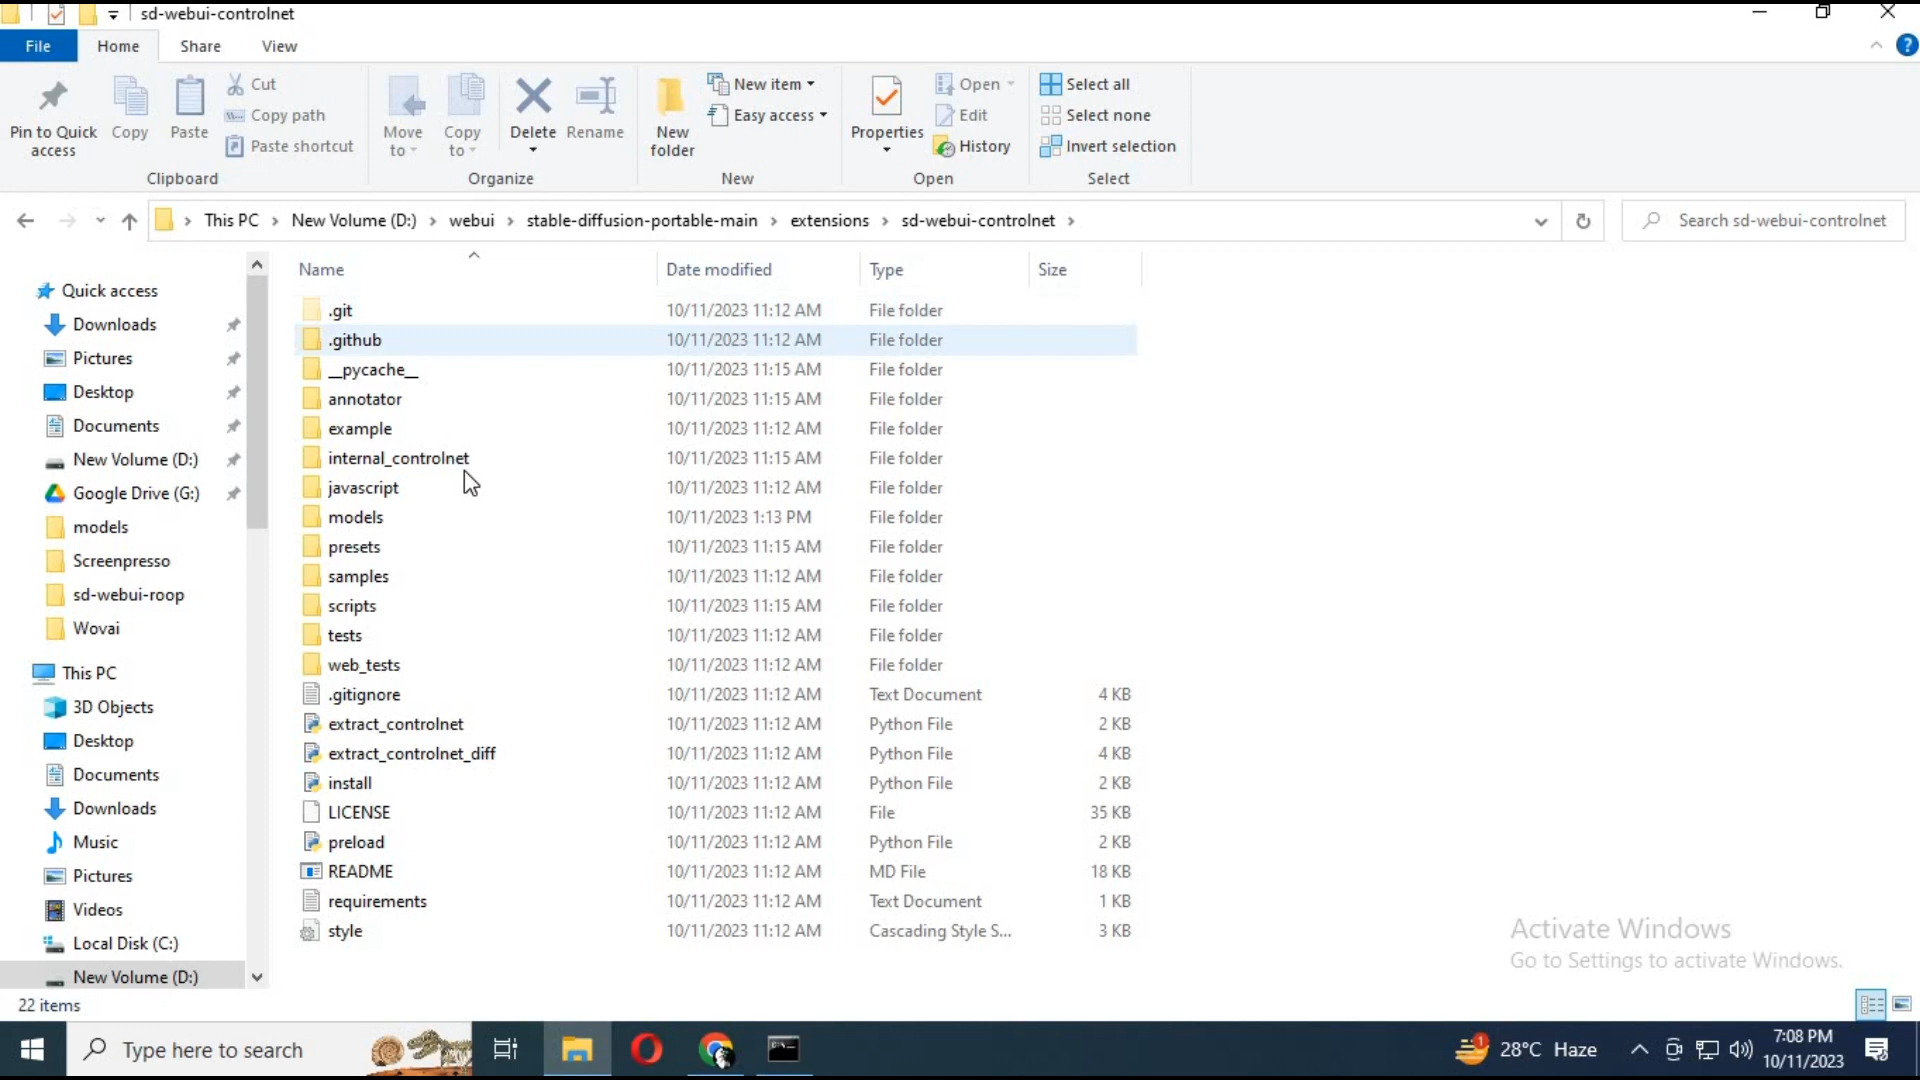 sd-webui-controlnet
File Home Share View
Pin to Quick access
Copy
Paste
Cut
Copy path
Paste shortcut
Clipboard
Move to
Copy to
Delete
Rename
Organize
New folder
New item
Easy access
New
Properties
Open
Edit
History
Open
Select all
Select none
Invert selection
Select
This PC > New Volume (D:) > webui > stable-diffusion-portable-main > extensions > sd-webui-controlnet >
Search sd-webui-controlnet
Quick access
Downloads
Pictures
Desktop
Documents
New Volume (D:)
Google Drive (G:)
models
Screenpresso
sd-webui-roop
Wovai
This PC
3D Objects
Desktop
Documents
Downloads
Music
Pictures
Videos
Local Disk (C:)
New Volume (D:)
Name Date modified Type Size
.git 10/11/2023 11:12 AM File folder
.github 10/11/2023 11:12 AM File folder
__pycache__ 10/11/2023 11:15 AM File folder
annotator 10/11/2023 11:15 AM File folder
example 10/11/2023 11:12 AM File folder
internal_controlnet 10/11/2023 11:15 AM File folder
javascript 10/11/2023 11:12 AM File folder
models 10/11/2023 1:13 PM File folder
presets 10/11/2023 11:15 AM File folder
samples 10/11/2023 11:12 AM File folder
scripts 10/11/2023 11:15 AM File folder
tests 10/11/2023 11:12 AM File folder
web_tests 10/11/2023 11:12 AM File folder
.gitignore 10/11/2023 11:12 AM Text Document 4 KB
extract_controlnet 10/11/2023 11:12 AM Python File 2 KB
extract_controlnet_diff 10/11/2023 11:12 AM Python File 4 KB
install 10/11/2023 11:12 AM Python File 2 KB
LICENSE 10/11/2023 11:12 AM File 35 KB
preload 10/11/2023 11:12 AM Python File 2 KB
README 10/11/2023 11:12 AM MD File 18 KB
requirements 10/11/2023 11:12 AM Text Document 1 KB
style 10/11/2023 11:12 AM Cascading Style S... 3 KB
Activate Windows
Go to Settings to activate Windows.
22 items
Type here to search
1
28°C Haze
7:08 PM
10/11/2023